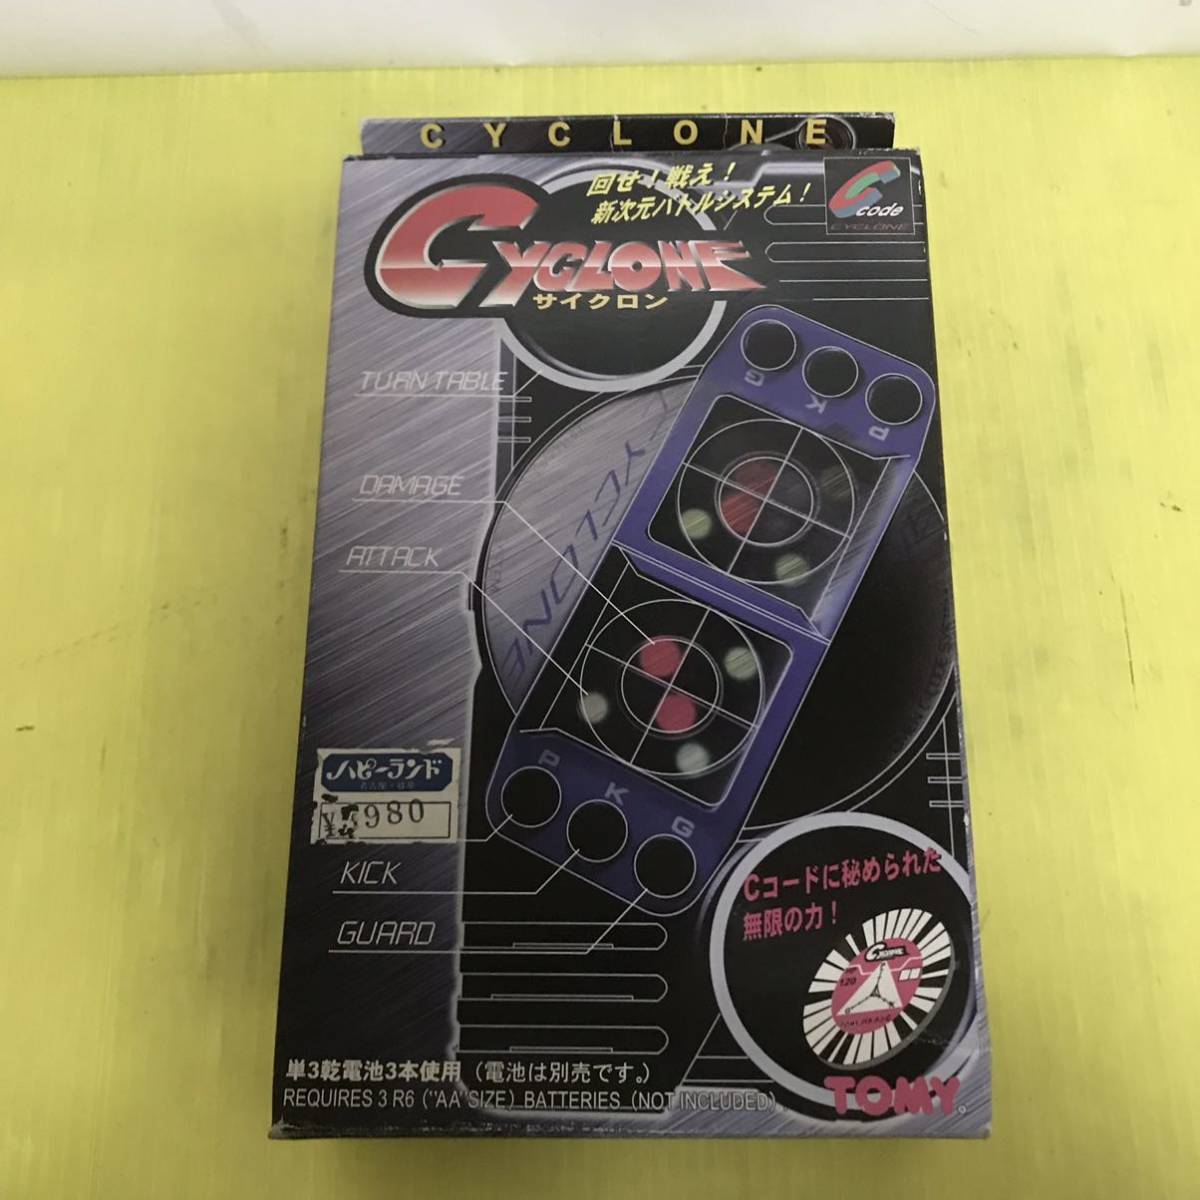 CYCLONE
回せ！戦え！
新次元バトルシステム！
C code
CYCLONE
CYCLONE
サイクロン
TURN TABLE
G K P
DAMAGE
ATTACK
CYCLONE
ハピーランド
980
P K G
KICK
GUARD
Cコードに秘められた
無限の力！
CYCLONE
120
単3乾電池3本使用（電池は別売です。）
REQUIRES 3 R6 ("AA"SIZE) BATTERIES (NOT INCLUDED).
TOMY